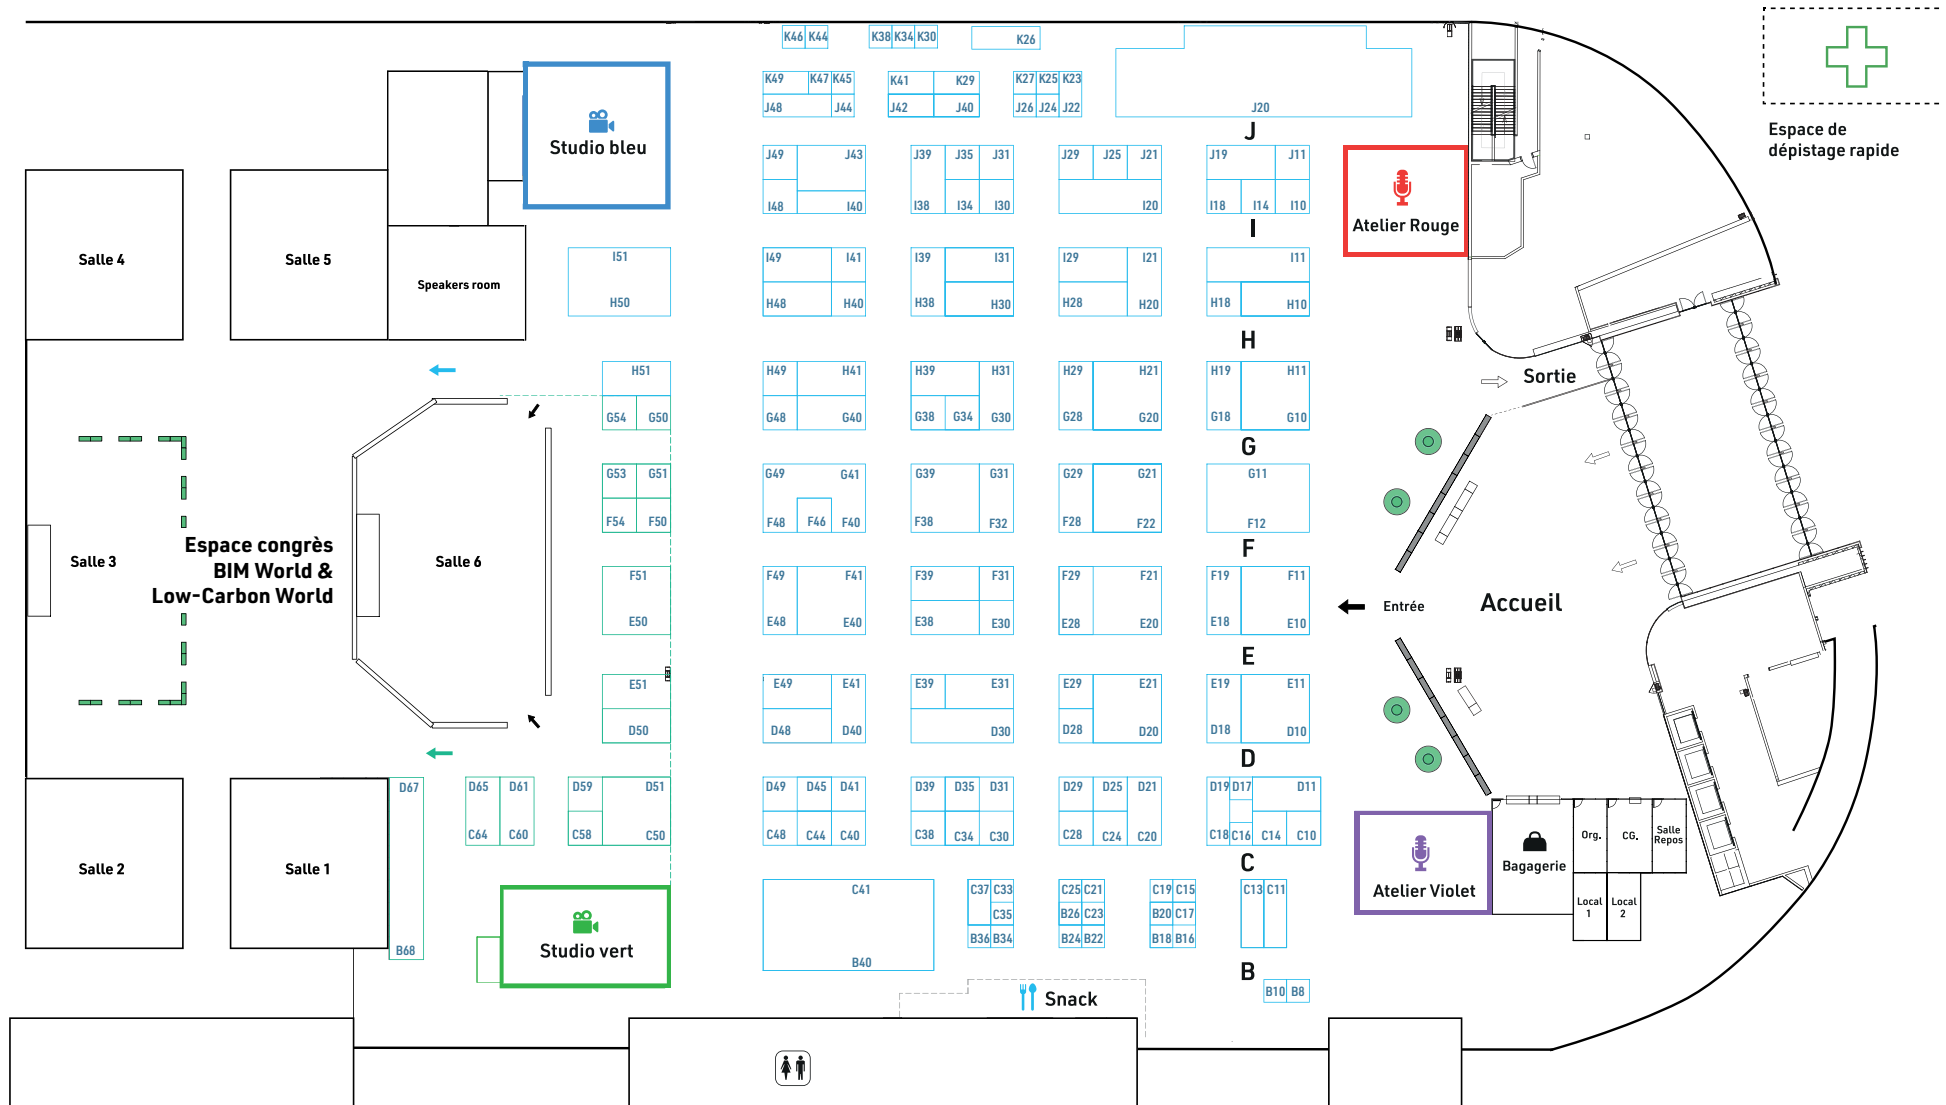 K46 K44 K38 K34 K30 K26
K49 K47 K45 K41 K29 K27 K25 K23
J48 J44 J42 J40 J26 J24 J22 J20
J
Espace de
dépistage rapide
Studio bleu
J49 J43 J39 J35 J31 J29 J25 J21 J19 J11
I48 I40 I38 I34 I30 I20 I18 I14 I10
Atelier Rouge
I
Salle 4 Salle 5 Speakers room
I51 I49 I41 I39 I31 I29 I21 I11
H50 H48 H40 H38 H30 H28 H20 H18 H10
H
Sortie
H51 H49 H41 H39 H31 H29 H21 H19 H11
G54 G50 G48 G40 G38 G34 G30 G28 G20 G18 G10
G
G53 G51 G49 G41 G39 G31 G29 G21 G11
F54 F50 F48 F46 F40 F38 F32 F28 F22 F12
F
Salle 3
Espace congrès
BIM World &
Low-Carbon World
Salle 6
F51 F49 F41 F39 F31 F29 F21 F19 F11
E50 E48 E40 E38 E30 E28 E20 E18 E10
Entrée
Accueil
E
E51 E49 E41 E39 E31 E29 E21 E19 E11
D50 D48 D40 D30 D28 D20 D18 D10
D
D67 D65 D61 D59 D51 D49 D45 D41 D39 D35 D31 D29 D25 D21 D19 D17 D11
C64 C60 C58 C50 C48 C44 C40 C38 C34 C30 C28 C24 C20 C18 C16 C14 C10
C
Salle 2 Salle 1
B68
Studio vert
C41 C37 C33 C25 C21 C19 C15 C13 C11
C35 B26 C23 B20 C17
B40 B36 B34 B24 B22 B18 B16
B
B10 B8
Snack
Atelier Violet
Bagagerie
Org.
CG.
Salle
Repos
Local
1
Local
2